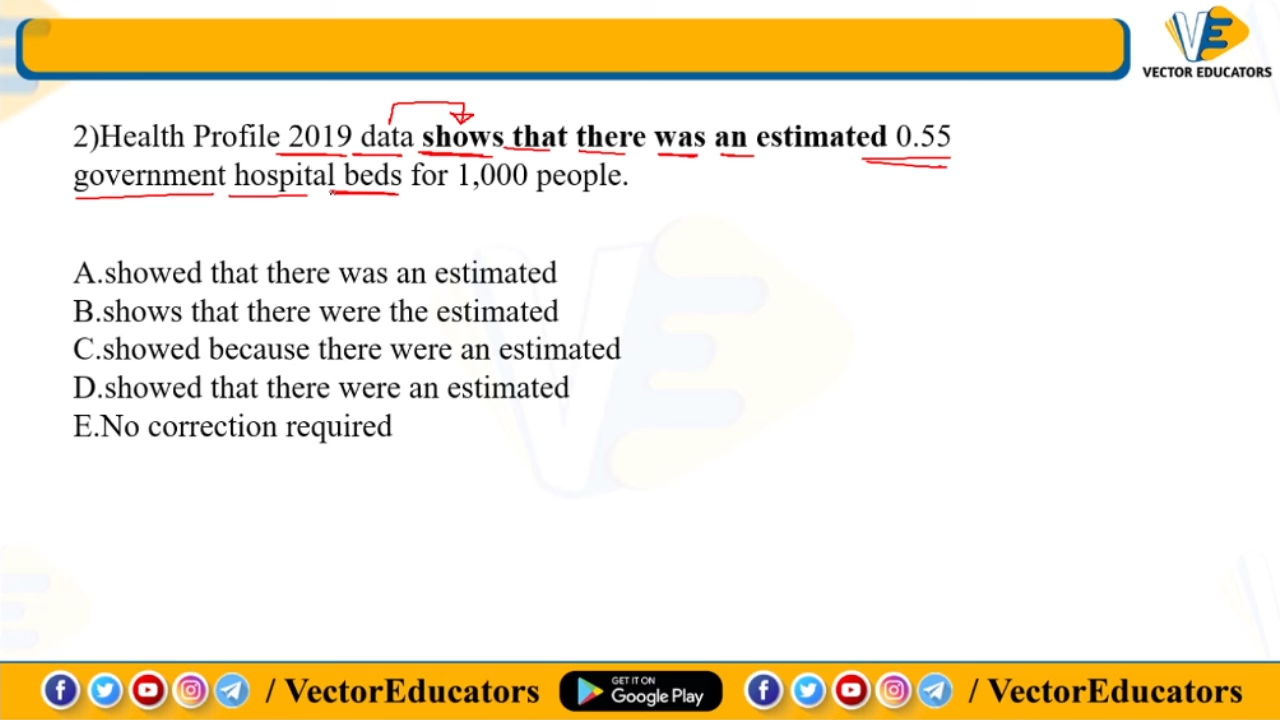 VE
VECTOR EDUCATORS
2)Health Profile 2019 data shows that there was an estimated 0.55
government hospital beds for 1,000 people.
A.showed that there was an estimated
B.shows that there were the estimated
C.showed because there were an estimated
D.showed that there were an estimated
E.No correction required
/ VectorEducators
GET IT ON
Google Play
/ VectorEducators